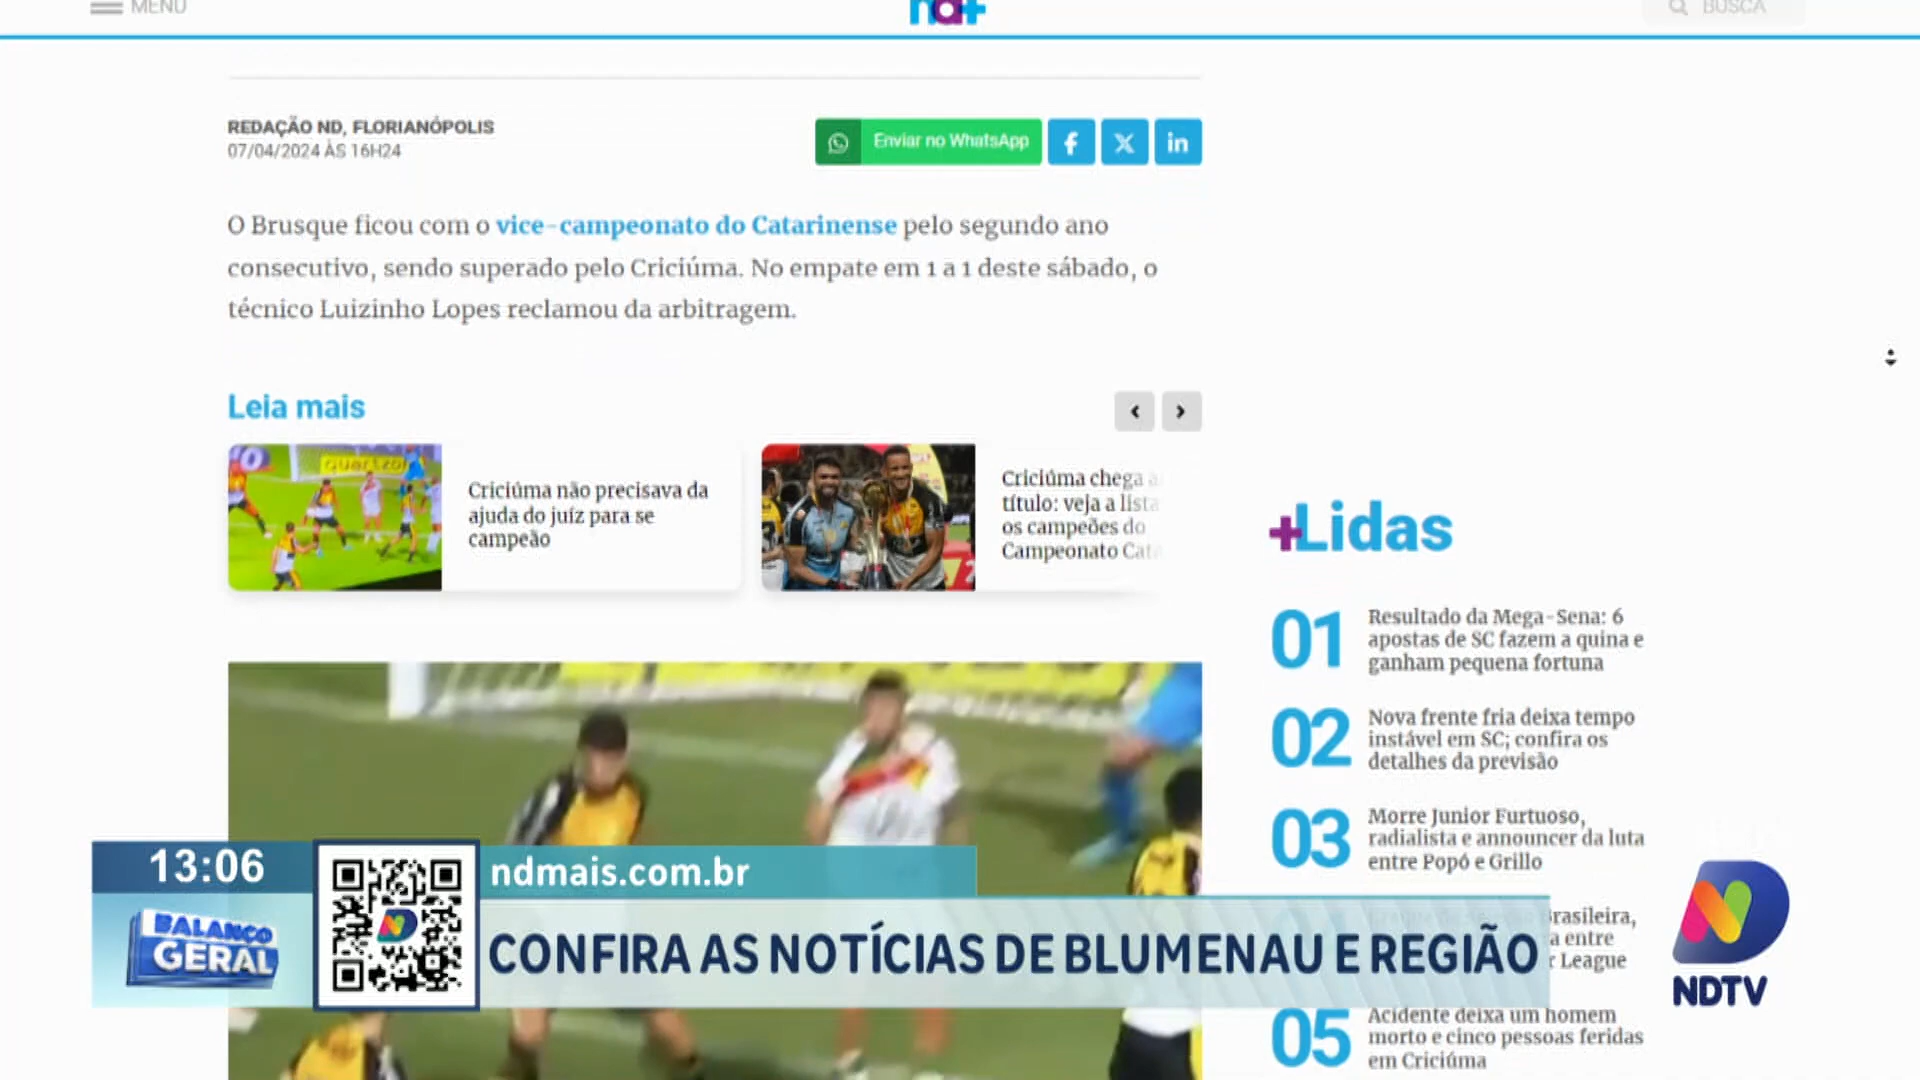 MENU
nd+
BUSCA
REDAÇÃO ND, FLORIANÓPOLIS
07/04/2024 ÀS 16H24
Enviar no WhatsApp
O Brusque ficou com o vice-campeonato do Catarinense pelo segundo ano
consecutivo, sendo superado pelo Criciúma. No empate em 1 a 1 deste sábado, o
técnico Luizinho Lopes reclamou da arbitragem.
Leia mais
quartzol
Criciúma não precisava da
ajuda do juíz para se
campeão
Criciúma chega a
título: veja a lista
os campeões do
Campeonato Cata
+Lidas
01
Resultado da Mega-Sena: 6
apostas de SC fazem a quina e
ganham pequena fortuna
02
Nova frente fria deixa tempo
instável em SC; confira os
detalhes da previsão
03
Morre Junior Furtuoso,
radialista e announcer da luta
entre Popó e Grillo
Brasileira,
a entre
r League
05
Acidente deixa um homem
morto e cinco pessoas feridas
em Criciúma
13:06
BALANÇO
GERAL
ndmais.com.br
CONFIRA AS NOTÍCIAS DE BLUMENAU E REGIÃO
NDTV